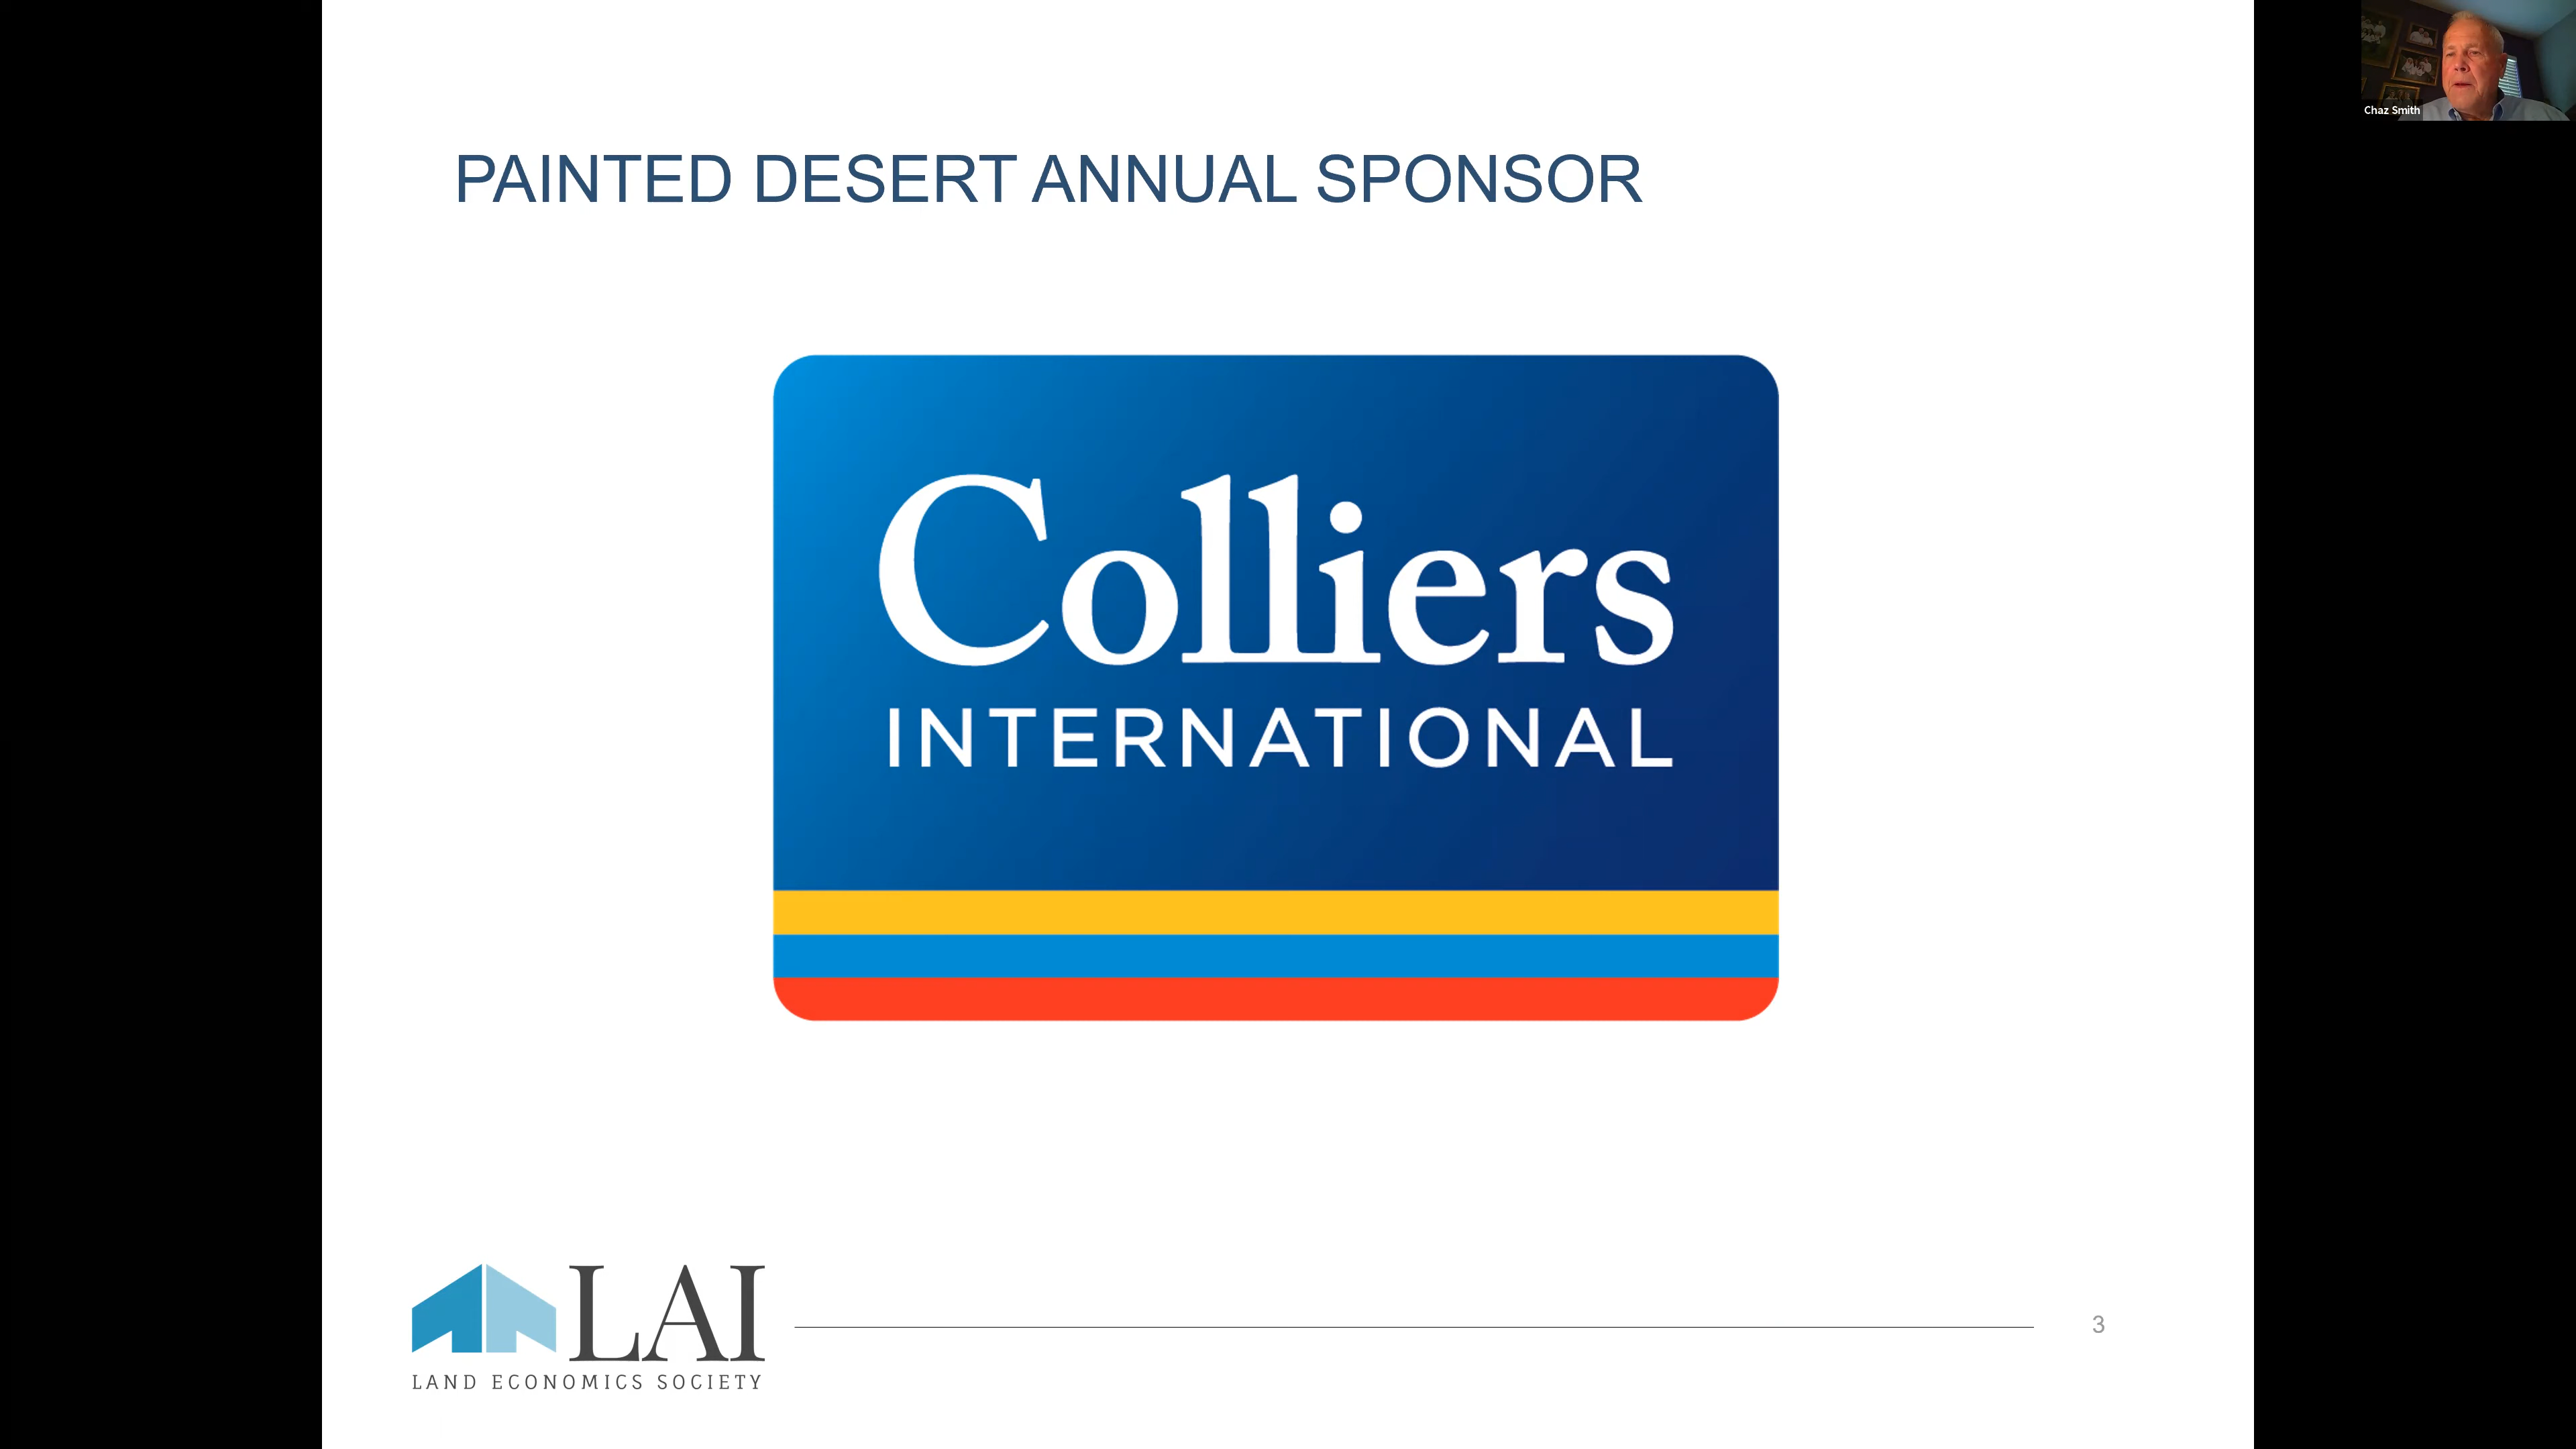 Chaz Smith
PAINTED DESERT ANNUAL SPONSOR
Colliers
INTERNATIONAL
LAI
LAND ECONOMICS SOCIETY
3